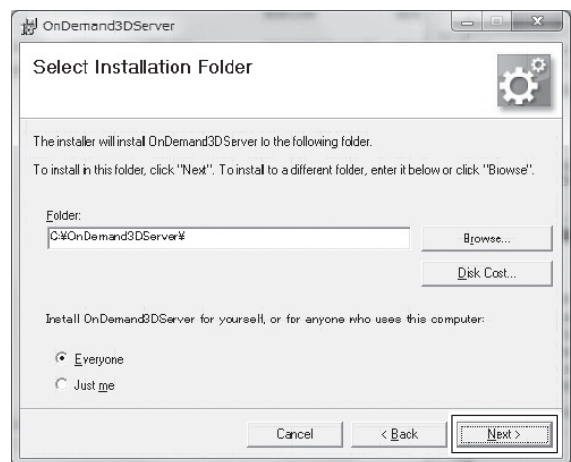 OnDemand3DServer
Select Installation Folder
The installer will install OnDemand3DServer to the following folder.
To install in this folder, click "Next". To install to a different folder, enter it below or click "Browse".
Folder:
C:¥OnDemand3DServer¥
Browse...
Disk Cost...
Install OnDemand3DServer for yourself, or for anyone who uses this computer:
Everyone
Just me
Cancel
< Back
Next >